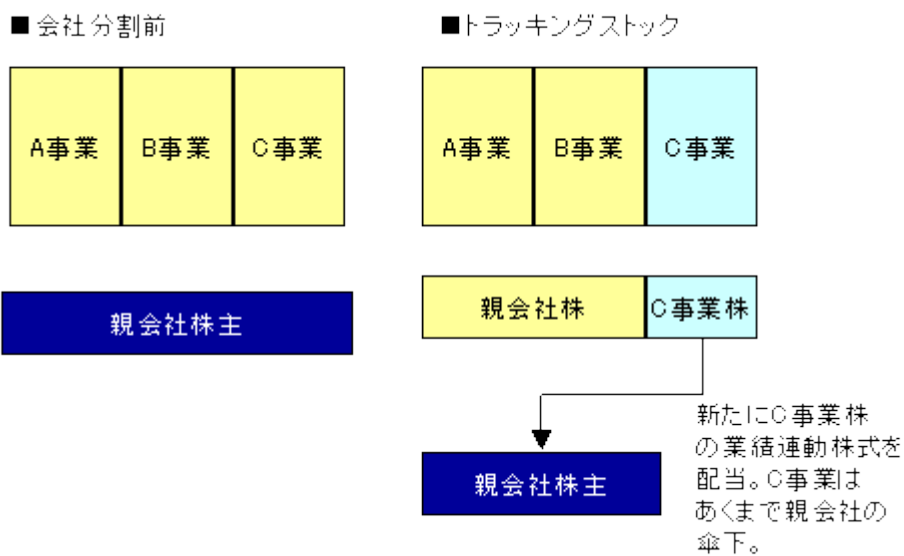 ■会社分割前
A事業 B事業 C事業
親会社株主
■トラッキングストック
A事業 B事業 C事業
親会社株 C事業株
親会社株主
新たにC事業株
の業績連動株式を
配当。C事業は
あくまで親会社の
傘下。